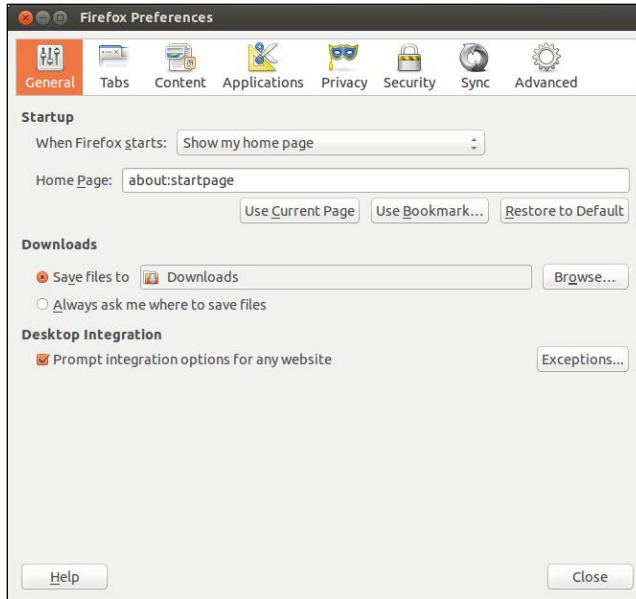 Firefox Preferences
General Tabs Content Applications Privacy Security Sync Advanced
Startup
When Firefox starts: Show my home page
Home Page: about:startpage
Use Current Page Use Bookmark... Restore to Default
Downloads
Save files to Downloads Browse...
Always ask me where to save files
Desktop Integration
Prompt integration options for any website Exceptions...
Help Close